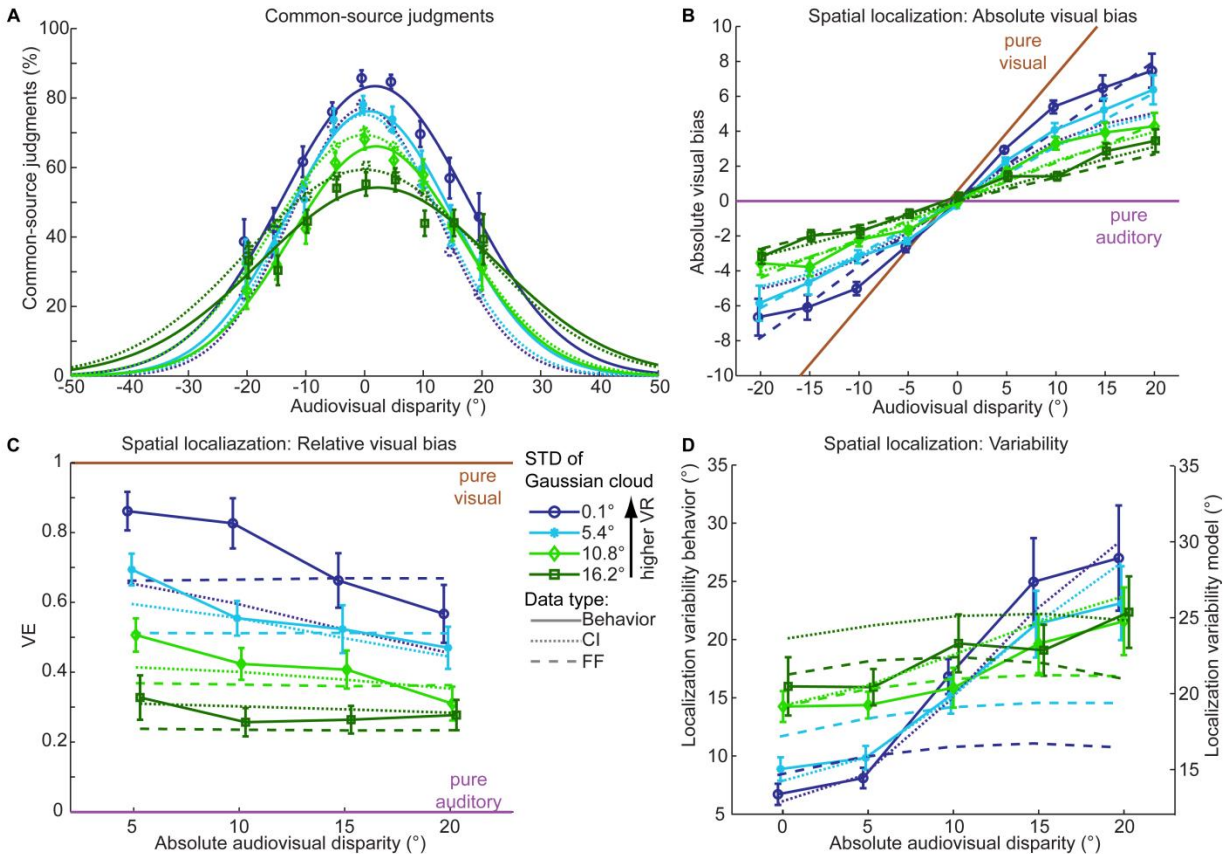 A
Common-source judgments
Common-source judgments (%)
100
80
60
40
20
0
-50
-40
-30
-20
-10
0
10
20
30
40
50
Audiovisual disparity (°)
B
Spatial localization: Absolute visual bias
Absolute visual bias
10
8
6
4
2
0
-2
-4
-6
-8
-10
pure
visual
pure
auditory
-20
-15
-10
-5
0
5
10
15
20
Audiovisual disparity (°)
C
Spatial localiazation: Relative visual bias
VE
1
0.8
0.6
0.4
0.2
0
pure
visual
pure
auditory
5
10
15
20
Absolute audiovisual disparity (°)
STD of
Gaussian cloud
0.1°
5.4°
10.8°
16.2°
higher VR
Data type:
Behavior
CI
FF
D
Spatial localization: Variability
Localization variability behavior (°)
35
30
25
20
15
10
5
0
5
10
15
20
Absolute audiovisual disparity (°)
35
30
25
20
15
Localization variability model (°)